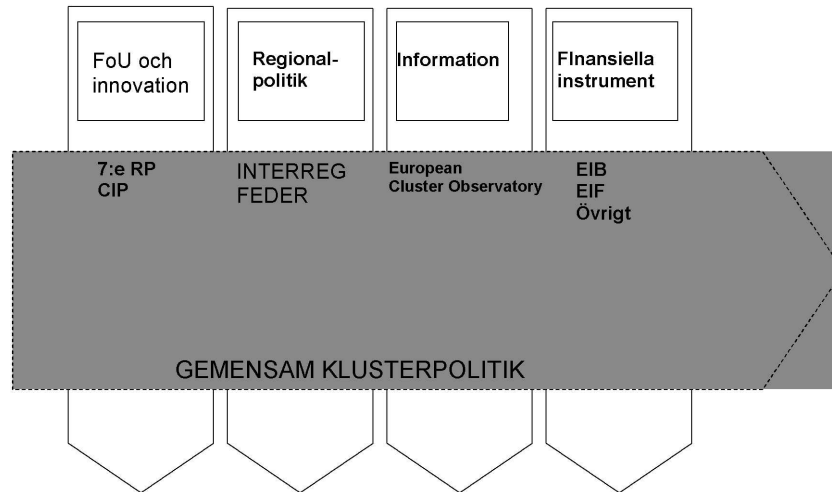 FoU och
innovation
Regional-
politik
Information
FInansiella
instrument
7:e RP
CIP
INTERREG
FEDER
European
Cluster Observatory
EIB
EIF
Övrigt
GEMENSAM KLUSTERPOLITIK